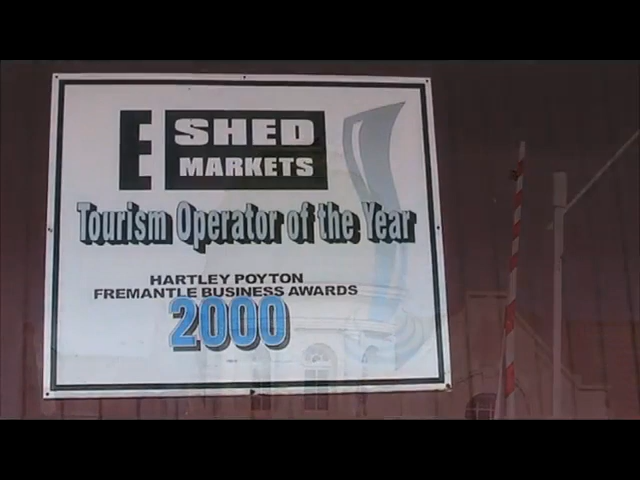 E SHED
MARKETS
Tourism Operator of the Year
HARTLEY POYTON
FREMANTLE BUSINESS AWARDS
2000